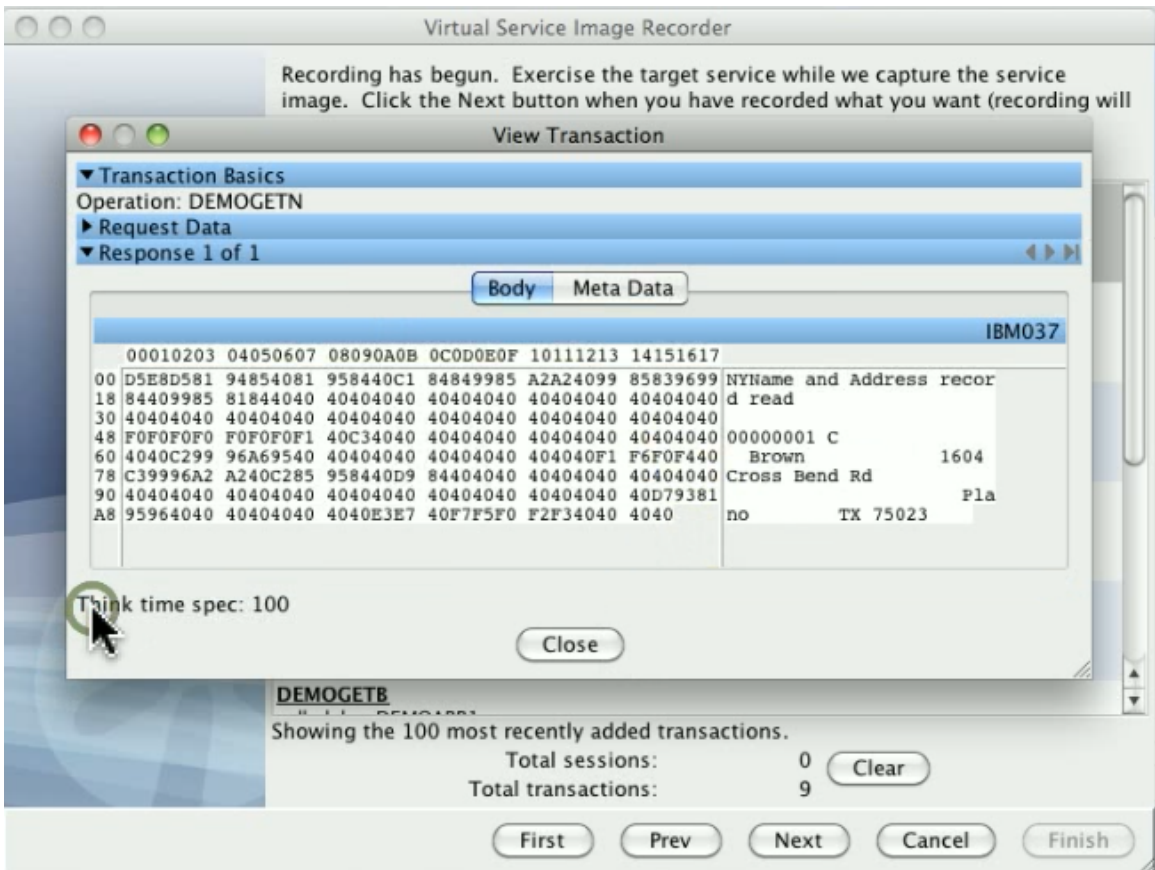 Virtual Service Image Recorder
Recording has begun. Exercise the target service while we capture the service
image. Click the Next button when you have recorded what you want (recording will
View Transaction
Transaction Basics
Operation: DEMOGETN
Request Data
Response 1 of 1
Body Meta Data
IBM037
00010203 04050607 08090A0B 0C0D0E0F 10111213 14151617
00 D5E8D581 94854081 958440C1 84849985 A2A24099 85839699 NYName and Address recor
18 84409985 81844040 40404040 40404040 40404040 40404040 d read
30 40404040 40404040 40404040 40404040 40404040 40404040
48 F0F0F0F0 F0F0F0F1 40C34040 40404040 40404040 40404040 00000001 C
60 4040C299 96A69540 40404040 40404040 404040F1 F6F0F440 Brown 1604
78 C39996A2 A240C285 958440D9 84404040 40404040 40404040 Cross Bend Rd
90 40404040 40404040 40404040 40404040 40404040 40D79381 Pla
A8 95964040 40404040 4040E3E7 40F7F5F0 F2F34040 4040 no TX 75023
Think time spec: 100
Close
DEMOGETB
Showing the 100 most recently added transactions.
Total sessions: 0 Clear
Total transactions: 9
First Prev Next Cancel Finish